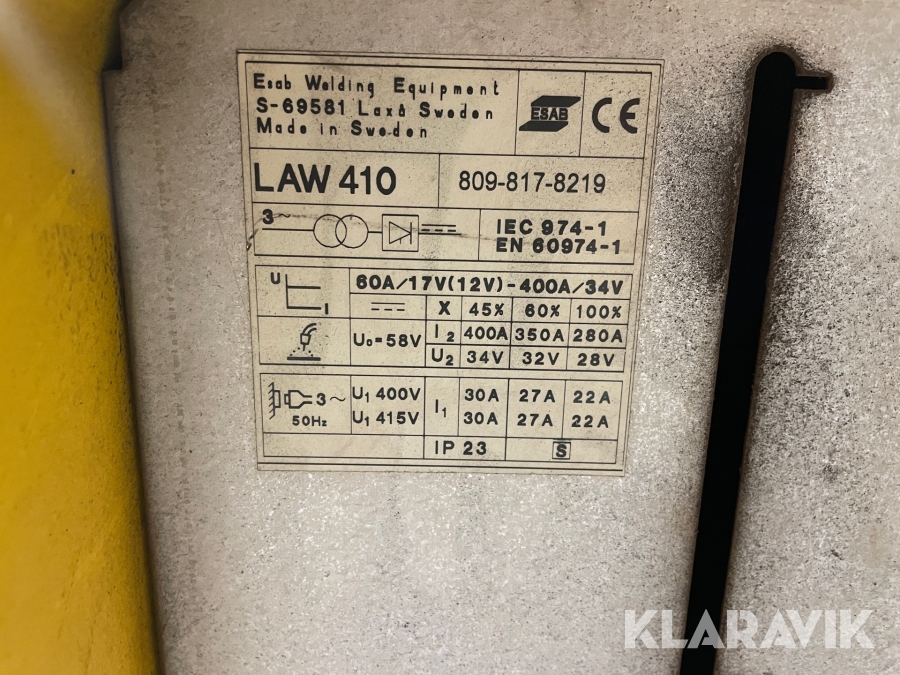 Esab Welding Equipment
S-69581 Laxå Sweden
Made in Sweden
ESAB
CE
LAW 410
809-817-8219
3~
IEC 974-1
EN 60974-1
U
I
60A/17V(12V)-400A/34V
X 45% 60% 100%
U₀=58V
I₂ 400A 350A 280A
U₂ 34V 32V 28V
3~
50Hz
U₁ 400V
U₁ 415V
I₁
30A 27A 22A
30A 27A 22A
IP 23
S
KLARAVIK